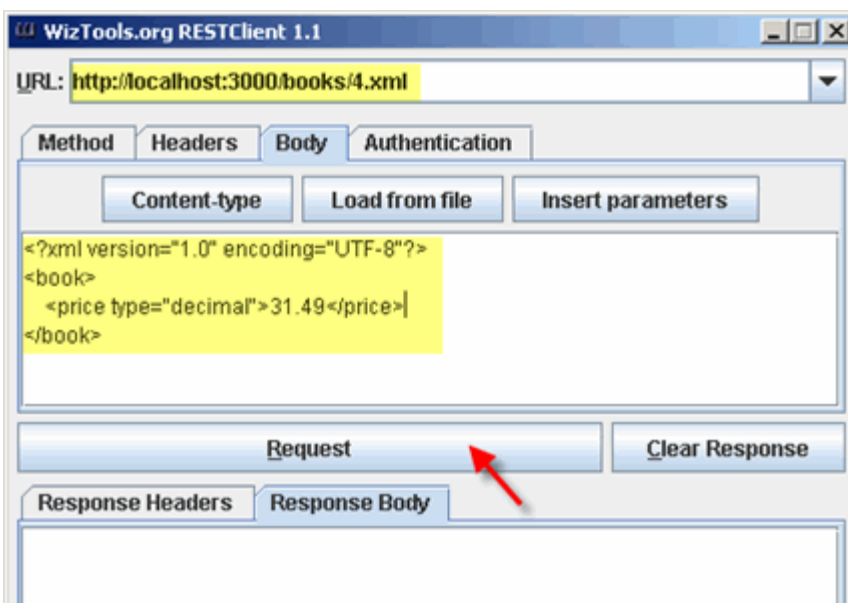 WizTools.org RESTClient 1.1
URL: http://localhost:3000/books/4.xml
Method Headers Body Authentication
Content-type Load from file Insert parameters
<?xml version="1.0" encoding="UTF-8"?>
<book>
<price type="decimal">31.49</price>
</book>
Request Clear Response
Response Headers Response Body